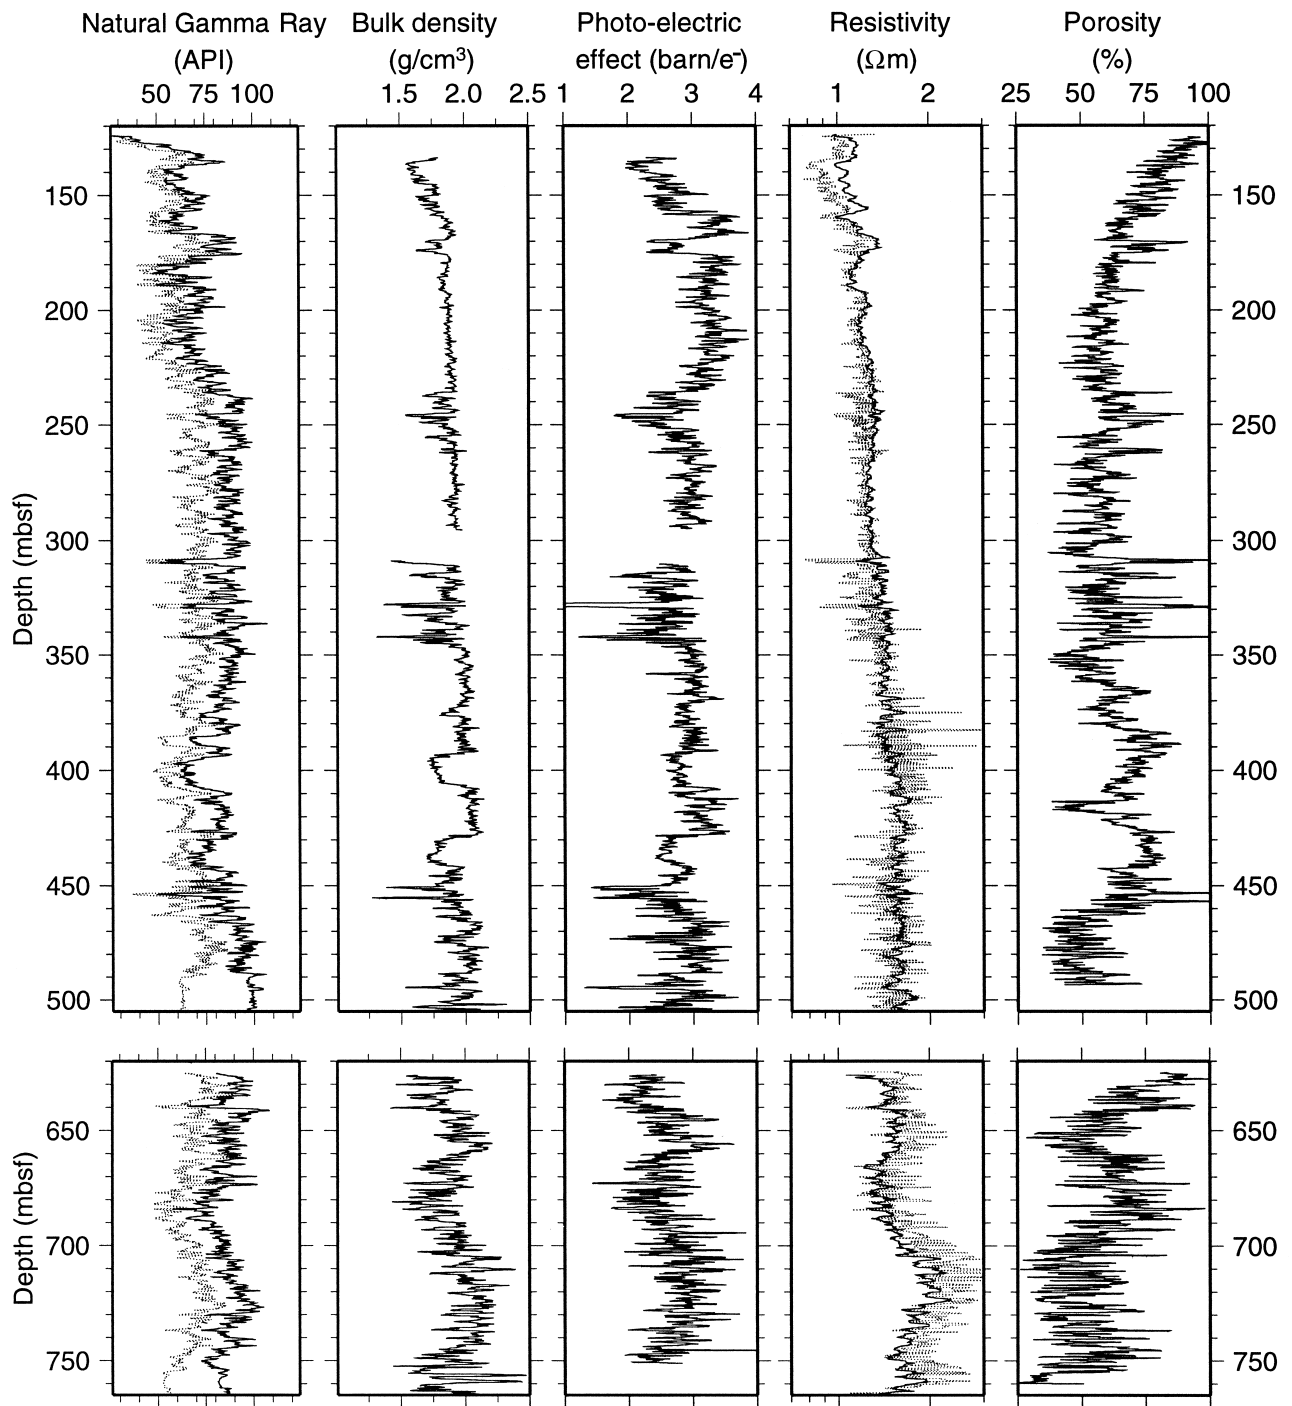 Natural Gamma Ray Bulk density Photo-electric Resistivity Porosity
(API) (g/cm³) effect (barn/e⁻) (Ωm) (%)
50 75 100 1.5 2.0 2.5 1 2 3 4 1 2 25 50 75 100
150 150
200 200
250 250
300 300
Depth (mbsf)
350 350
400 400
450 450
500 500
650 650
Depth (mbsf)
700 700
750 750